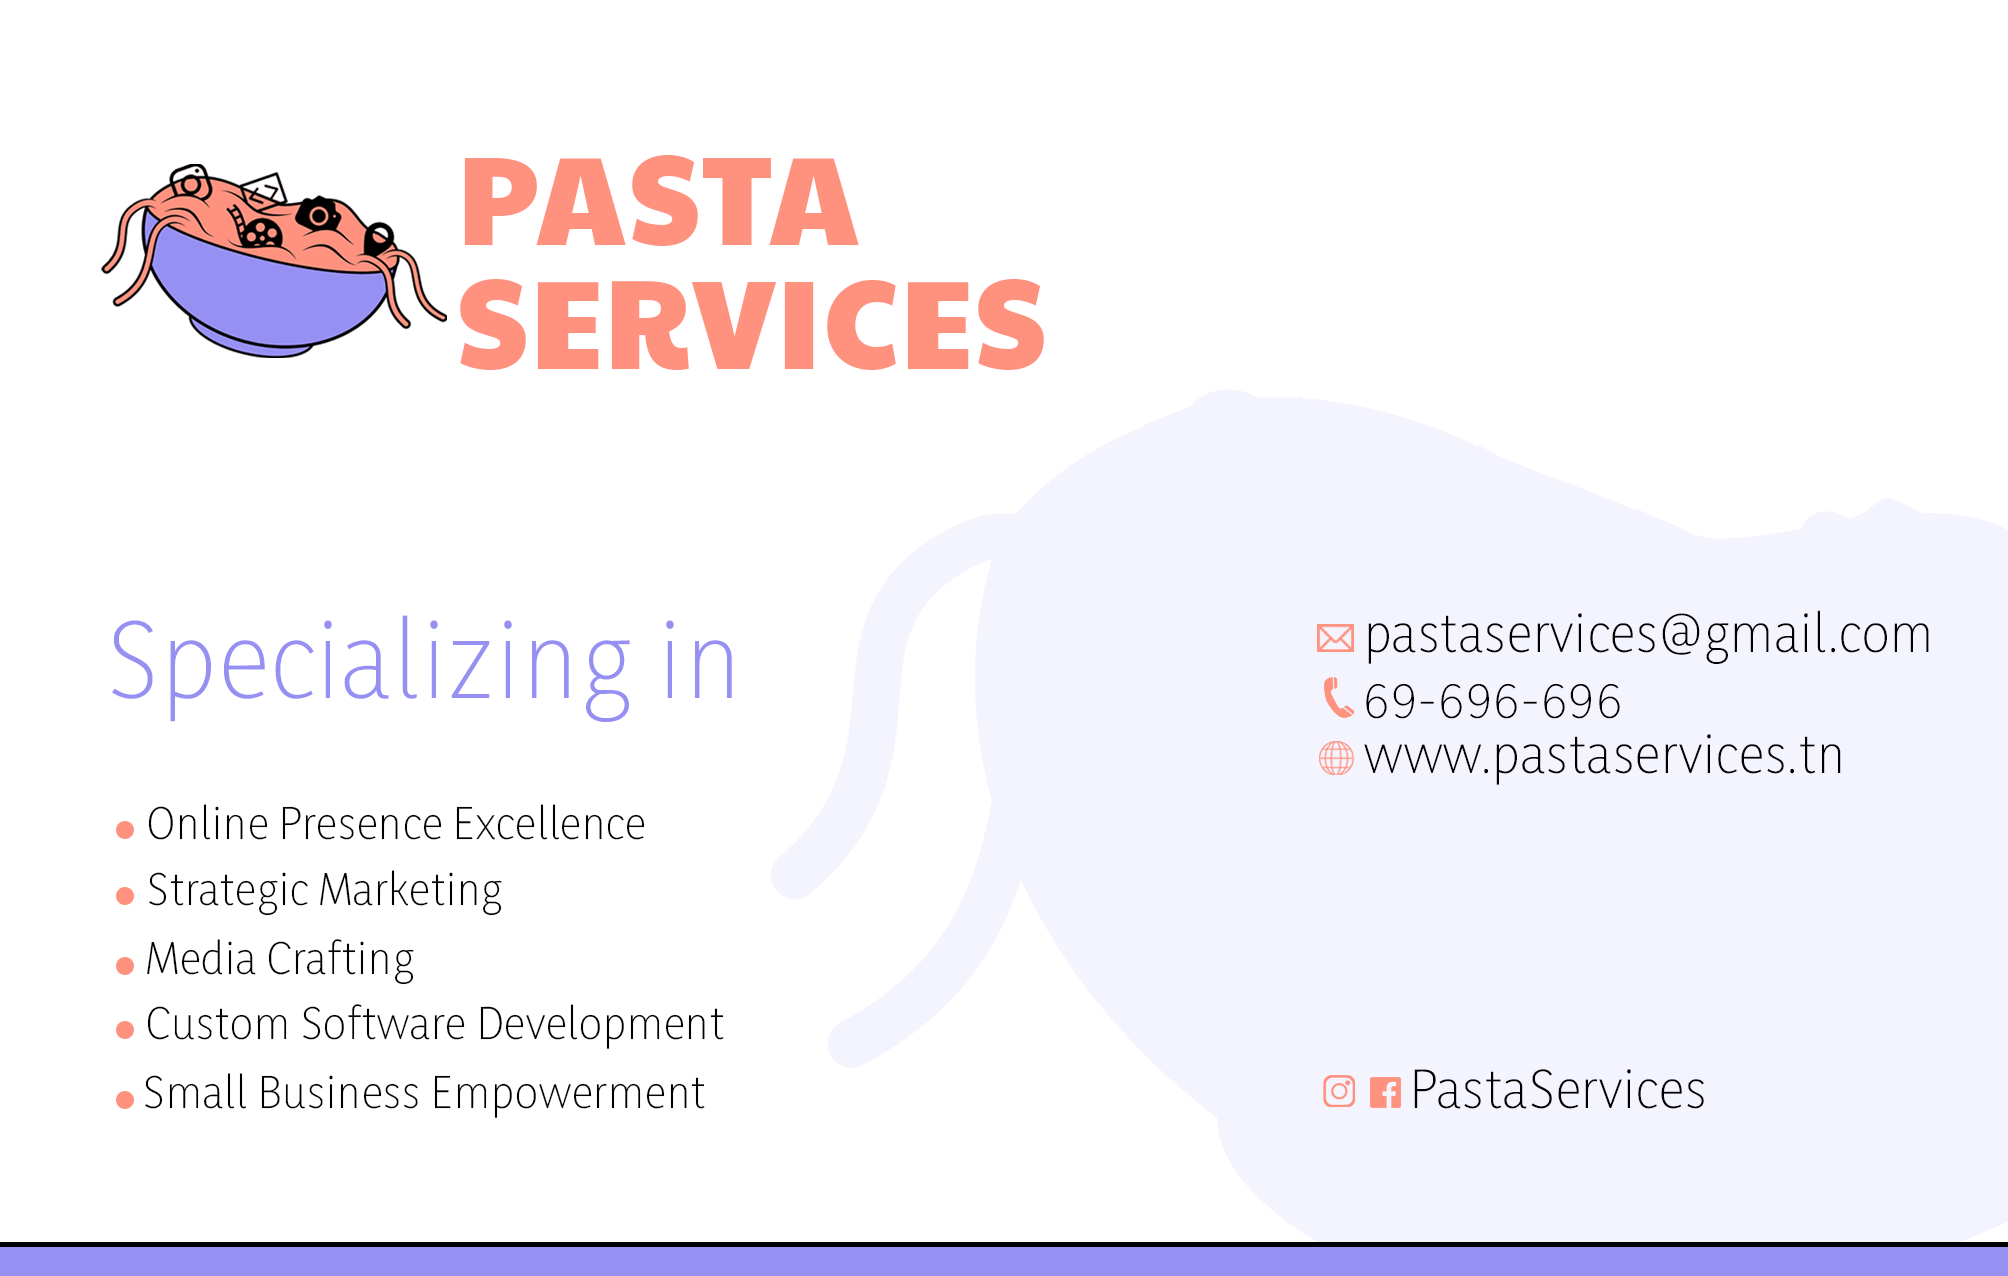 PASTA
SERVICES
Specializing in
Online Presence Excellence
Strategic Marketing
Media Crafting
Custom Software Development
Small Business Empowerment
pastaservices@gmail.com
69-696-696
www.pastaservices.tn
PastaServices